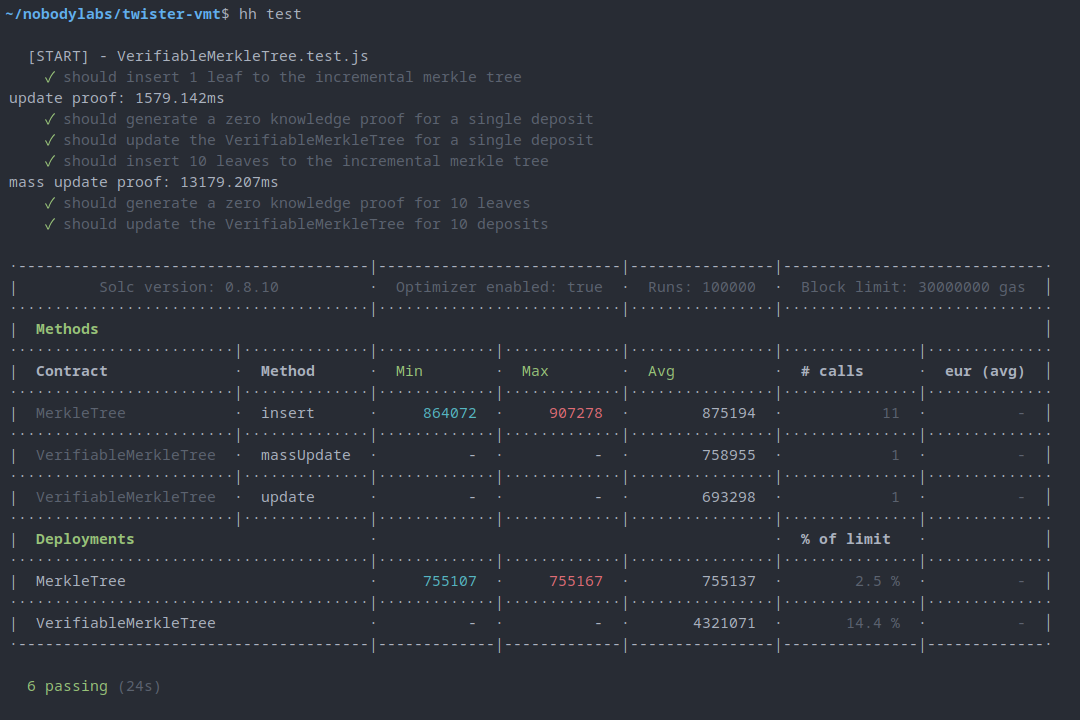 ~/nobodylabs/twister-vmt$ hh test
[START] - VerifiableMerkleTree.test.js
✓ should insert 1 leaf to the incremental merkle tree
update proof: 1579.142ms
✓ should generate a zero knowledge proof for a single deposit
✓ should update the VerifiableMerkleTree for a single deposit
✓ should insert 10 leaves to the incremental merkle tree
mass update proof: 13179.207ms
✓ should generate a zero knowledge proof for 10 leaves
✓ should update the VerifiableMerkleTree for 10 deposits
| Solc version: 0.8.10 · Optimizer enabled: true · Runs: 100000 · Block limit: 30000000 gas |
| Methods |
| Contract · Method · Min · Max · Avg · # calls · eur (avg) |
| MerkleTree · insert · 864072 · 907278 · 875194 · 11 · - |
| VerifiableMerkleTree · massUpdate · - · - · 758955 · 1 · - |
| VerifiableMerkleTree · update · - · - · 693298 · 1 · - |
| Deployments · · % of limit · |
| MerkleTree · 755107 · 755167 · 755137 · 2.5 % · - |
| VerifiableMerkleTree · - · - · 4321071 · 14.4 % · - |
6 passing (24s)